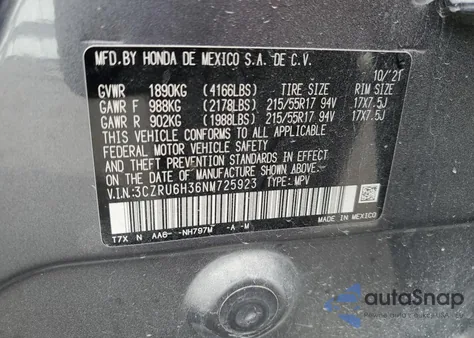 MFD.BY HONDA DE MEXICO S.A. DE C.V.
10/'21
GVWR 1890KG (4166LBS) TIRE SIZE RIM SIZE
GAWR F 988KG (2178LBS) 215/55R17 94V 17X7.5J
GAWR R 902KG (1988LBS) 215/55R17 94V 17X7.5J
THIS VEHICLE CONFORMS TO ALL APPLICABLE
FEDERAL MOTOR VEHICLE SAFETY AND
THEFT PREVENTION STANDARDS IN
EFFECT ON THE DATE OF MANUFACTURE
SHOWN ABOVE.
V.I.N:3CZRU6H36NM725923 TYPE: MPV
T7X N AA6- -NH797M -A -M
MADE IN MEXICO
autoSnap